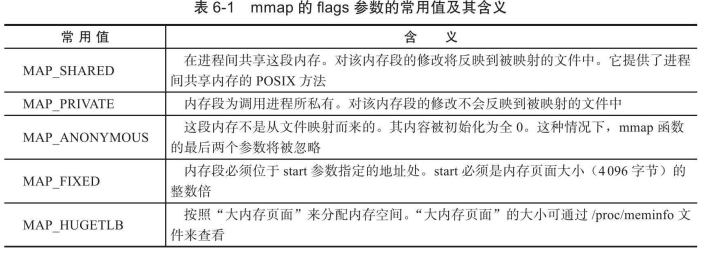 表 6-1 mmap 的 flags 参数的常用值及其含义
常 用 值 含 义
MAP_SHARED 在进程间共享这段内存。对该内存段的修改将反映到被映射的文件中。它提供了进程
间共享内存的 POSIX 方法
MAP_PRIVATE 内存段为调用进程所私有。对该内存段的修改不会反映到被映射的文件中
MAP_ANONYMOUS 这段内存不是从文件映射而来的。其内容被初始化为全 0。这种情况下，mmap 函数
的最后两个参数将被忽略
MAP_FIXED 内存段必须位于 start 参数指定的地址处。start 必须是内存页面大小（4096 字节）的
整数倍
MAP_HUGETLB 按照“大内存页面”来分配内存空间。“大内存页面”的大小可通过 /proc/meminfo 文
件来查看